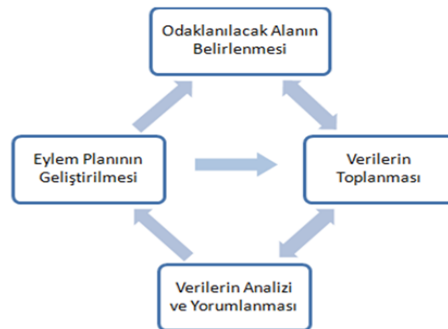 Odaklanılacak Alanın
Belirlenmesi
Eylem Planının
Geliştirilmesi
Verilerin
Toplanması
Verilerin Analizi
ve Yorumlanması